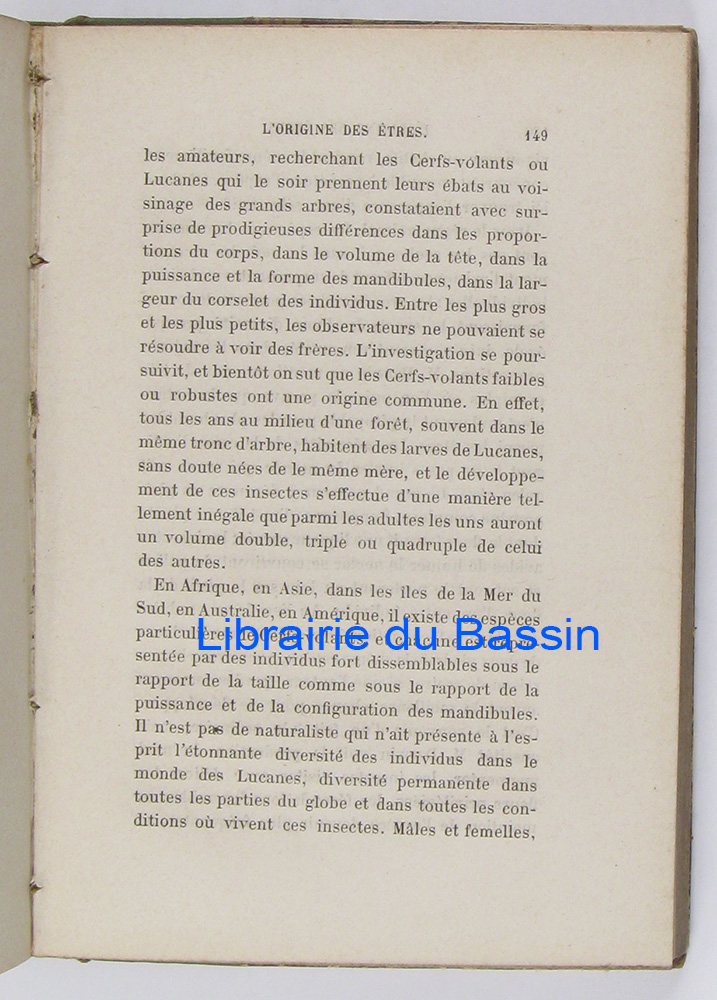 L'ORIGINE DES ÊTRES. 149
les amateurs, recherchant les Cerfs-volants ou
Lucanes qui le soir prennent leurs ébats au voi-
sinage des grands arbres, constataient avec sur-
prise de prodigieuses différences dans les propor-
tions du corps, dans le volume de la tête, dans la
puissance et la forme des mandibules, dans la lar-
geur du corselet des individus. Entre les plus gros
et les plus petits, les observateurs ne pouvaient se
résoudre à voir des frères. L'investigation se pour-
suivit, et bientôt on sut que les Cerfs-volants faibles
ou robustes ont une origine commune. En effet,
tous les ans au milieu d'une forêt, souvent dans le
même tronc d'arbre, habitent des larves de Lucanes,
sans doute nées de le même mère, et le développe-
ment de ces insectes s'effectue d'une manière tel-
lement inégale que parmi les adultes les uns auront
un volume double, triple ou quadruple de celui
des autres.
En Afrique, en Asie, dans les îles de la Mer du
Sud, en Australie, en Amérique, il existe des espèces
particulières de Cerfs-volants et chacune est repré-
Librairie du Bassin
sentée par des individus fort dissemblables sous le
rapport de la taille comme sous le rapport de la
puissance et de la configuration des mandibules.
Il n'est pas de naturaliste qui n'ait présente à l'es-
prit l'étonnante diversité des individus dans le
monde des Lucanes, diversité permanente dans
toutes les parties du globe et dans toutes les con-
ditions où vivent ces insectes. Mâles et femelles,